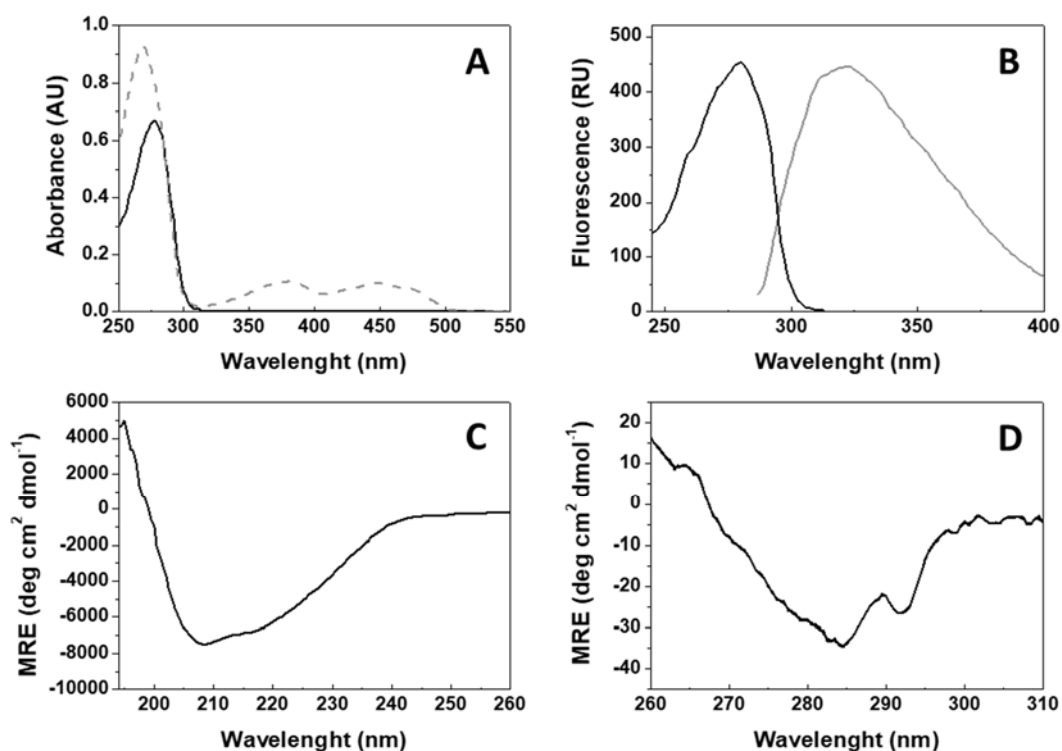 A
Aborbance (AU)
1.0
0.8
0.6
0.4
0.2
0.0
250 300 350 400 450 500 550
Wavelenght (nm)
B
Fluorescence (RU)
500
400
300
200
100
0
250 300 350 400
Wavelenght (nm)
C
MRE (deg cm² dmol⁻¹)
6000
4000
2000
0
-2000
-4000
-6000
-8000
-10000
200 210 220 230 240 250 260
Wavelenght (nm)
D
MRE (deg cm² dmol⁻¹)
20
10
0
-10
-20
-30
-40
260 270 280 290 300 310
Wavelenght (nm)